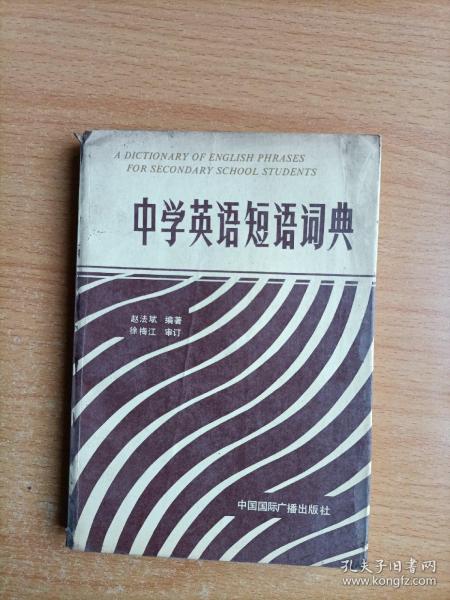 A DICTIONARY OF ENGLISH PHRASES
FOR SECONDARY SCHOOL STUDENTS
中学英语短语词典
赵法斌 编著
徐梅江 审订
中国国际广播出版社
孔夫子旧书网
www.kongfz.com